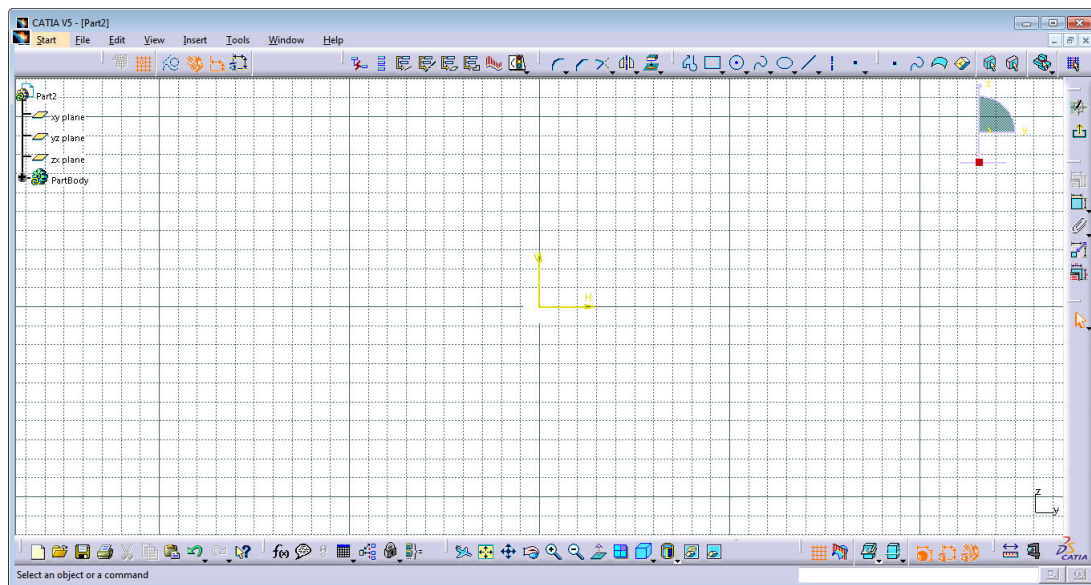 CATIA V5 - [Part2]
Start File Edit View Insert Tools Window Help
Part2
xy plane
yz plane
zx plane
PartBody
z
y
V
H
z
y
f(x)
CATIA
Select an object or a command